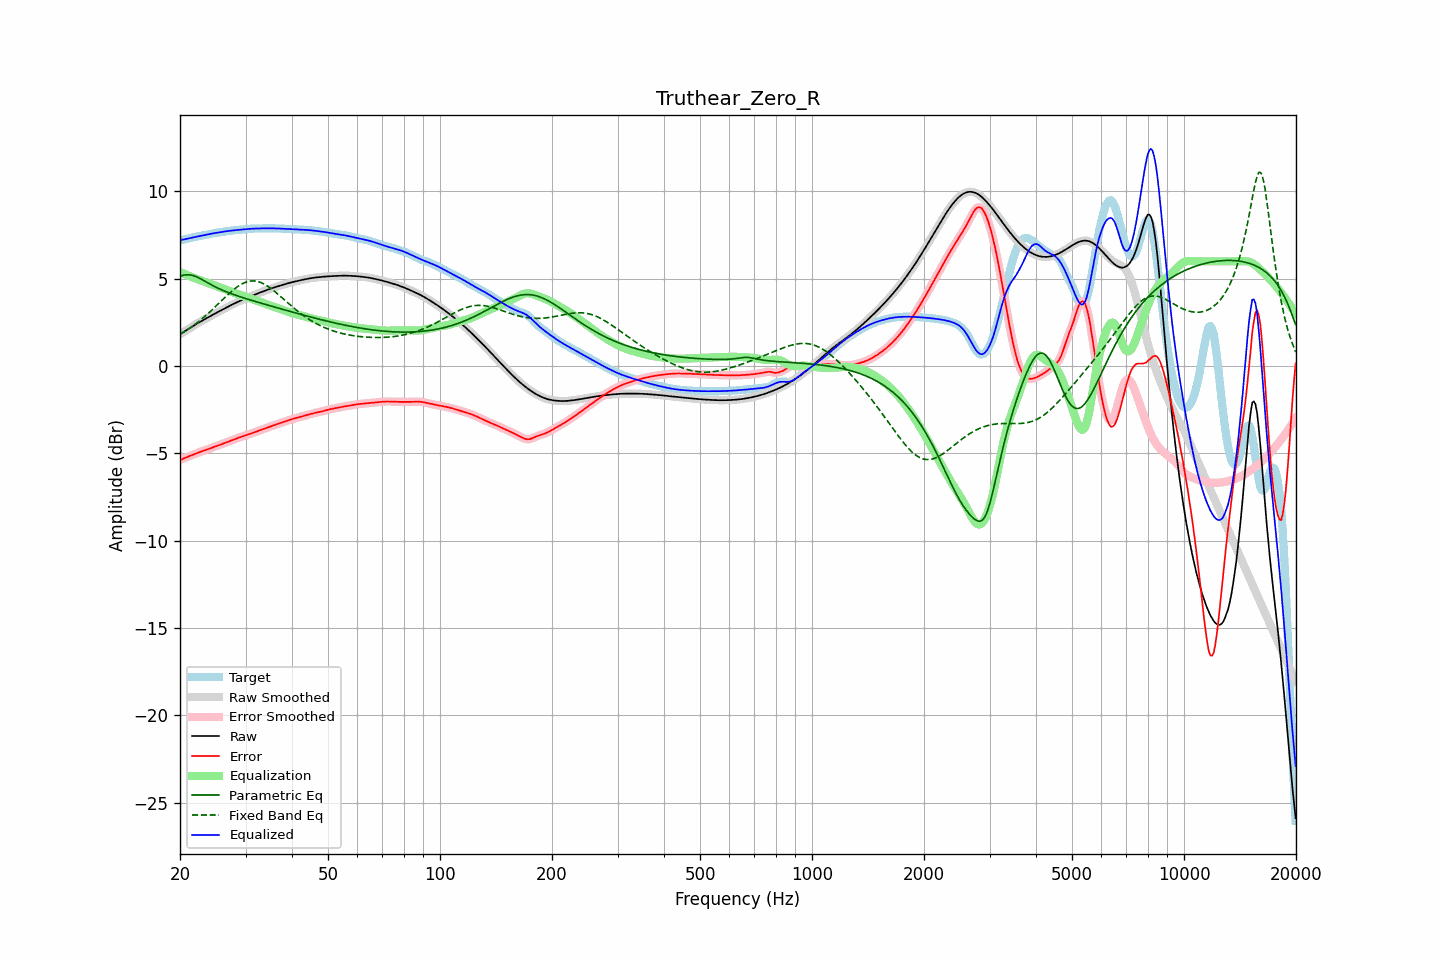 Truthear_Zero_R
Amplitude (dBr)
10
5
0
−5
−10
−15
−20
−25
Target
Raw Smoothed
Error Smoothed
Raw
Error
Equalization
Parametric Eq
Fixed Band Eq
Equalized
20 50 100 200 500 1000 2000 5000 10000 20000
Frequency (Hz)